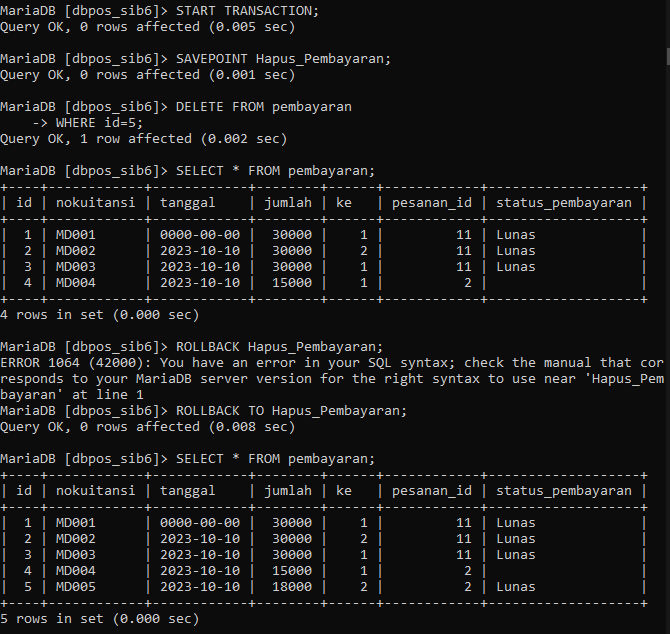 MariaDB [dbpos_sib6]> START TRANSACTION;
Query OK, 0 rows affected (0.005 sec)

MariaDB [dbpos_sib6]> SAVEPOINT Hapus_Pembayaran;
Query OK, 0 rows affected (0.001 sec)

MariaDB [dbpos_sib6]> DELETE FROM pembayaran
    -> WHERE id=5;
Query OK, 1 row affected (0.002 sec)

MariaDB [dbpos_sib6]> SELECT * FROM pembayaran;
+----+------------+------------+--------+------+------------+-------------------+
| id | nokuitansi | tanggal    | jumlah | ke   | pesanan_id | status_pembayaran |
+----+------------+------------+--------+------+------------+-------------------+
|  1 | MD001      | 0000-00-00 |  30000 |    1 |         11 | Lunas             |
|  2 | MD002      | 2023-10-10 |  30000 |    2 |         11 | Lunas             |
|  3 | MD003      | 2023-10-10 |  30000 |    1 |         11 | Lunas             |
|  4 | MD004      | 2023-10-10 |  15000 |    1 |          2 |                   |
+----+------------+------------+--------+------+------------+-------------------+
4 rows in set (0.000 sec)

MariaDB [dbpos_sib6]> ROLLBACK Hapus_Pembayaran;
ERROR 1064 (42000): You have an error in your SQL syntax; check the manual that cor
responds to your MariaDB server version for the right syntax to use near 'Hapus_Pem
bayaran' at line 1
MariaDB [dbpos_sib6]> ROLLBACK TO Hapus_Pembayaran;
Query OK, 0 rows affected (0.008 sec)

MariaDB [dbpos_sib6]> SELECT * FROM pembayaran;
+----+------------+------------+--------+------+------------+-------------------+
| id | nokuitansi | tanggal    | jumlah | ke   | pesanan_id | status_pembayaran |
+----+------------+------------+--------+------+------------+-------------------+
|  1 | MD001      | 0000-00-00 |  30000 |    1 |         11 | Lunas             |
|  2 | MD002      | 2023-10-10 |  30000 |    2 |         11 | Lunas             |
|  3 | MD003      | 2023-10-10 |  30000 |    1 |         11 | Lunas             |
|  4 | MD004      | 2023-10-10 |  15000 |    1 |          2 |                   |
|  5 | MD005      | 2023-10-10 |  18000 |    2 |          2 | Lunas             |
+----+------------+------------+--------+------+------------+-------------------+
5 rows in set (0.000 sec)